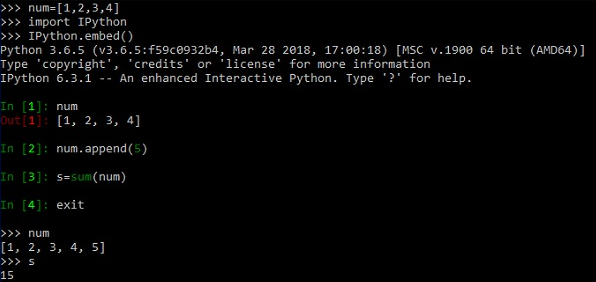 >>> num=[1,2,3,4]
>>> import IPython
>>> IPython.embed()
Python 3.6.5 (v3.6.5:f59c0932b4, Mar 28 2018, 17:00:18) [MSC v.1900 64 bit (AMD64)]
Type 'copyright', 'credits' or 'license' for more information
IPython 6.3.1 -- An enhanced Interactive Python. Type '?' for help.
In [1]: num
Out[1]: [1, 2, 3, 4]
In [2]: num.append(5)
In [3]: s=sum(num)
In [4]: exit
>>> num
[1, 2, 3, 4, 5]
>>> s
15